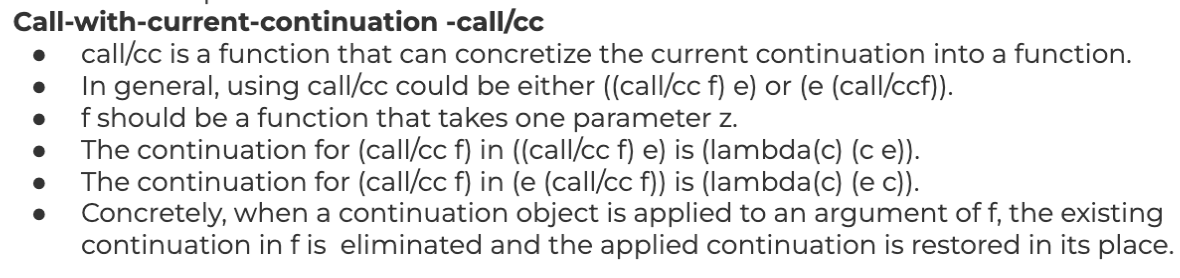 Call-with-current-continuation -call/cc
● call/cc is a function that can concretize the current continuation into a function.
● In general, using call/cc could be either ((call/cc f) e) or (e (call/ccf)).
● f should be a function that takes one parameter z.
● The continuation for (call/cc f) in ((call/cc f) e) is (lambda(c) (c e)).
● The continuation for (call/cc f) in (e (call/cc f)) is (lambda(c) (e c)).
● Concretely, when a continuation object is applied to an argument of f, the existing
continuation in f is eliminated and the applied continuation is restored in its place.